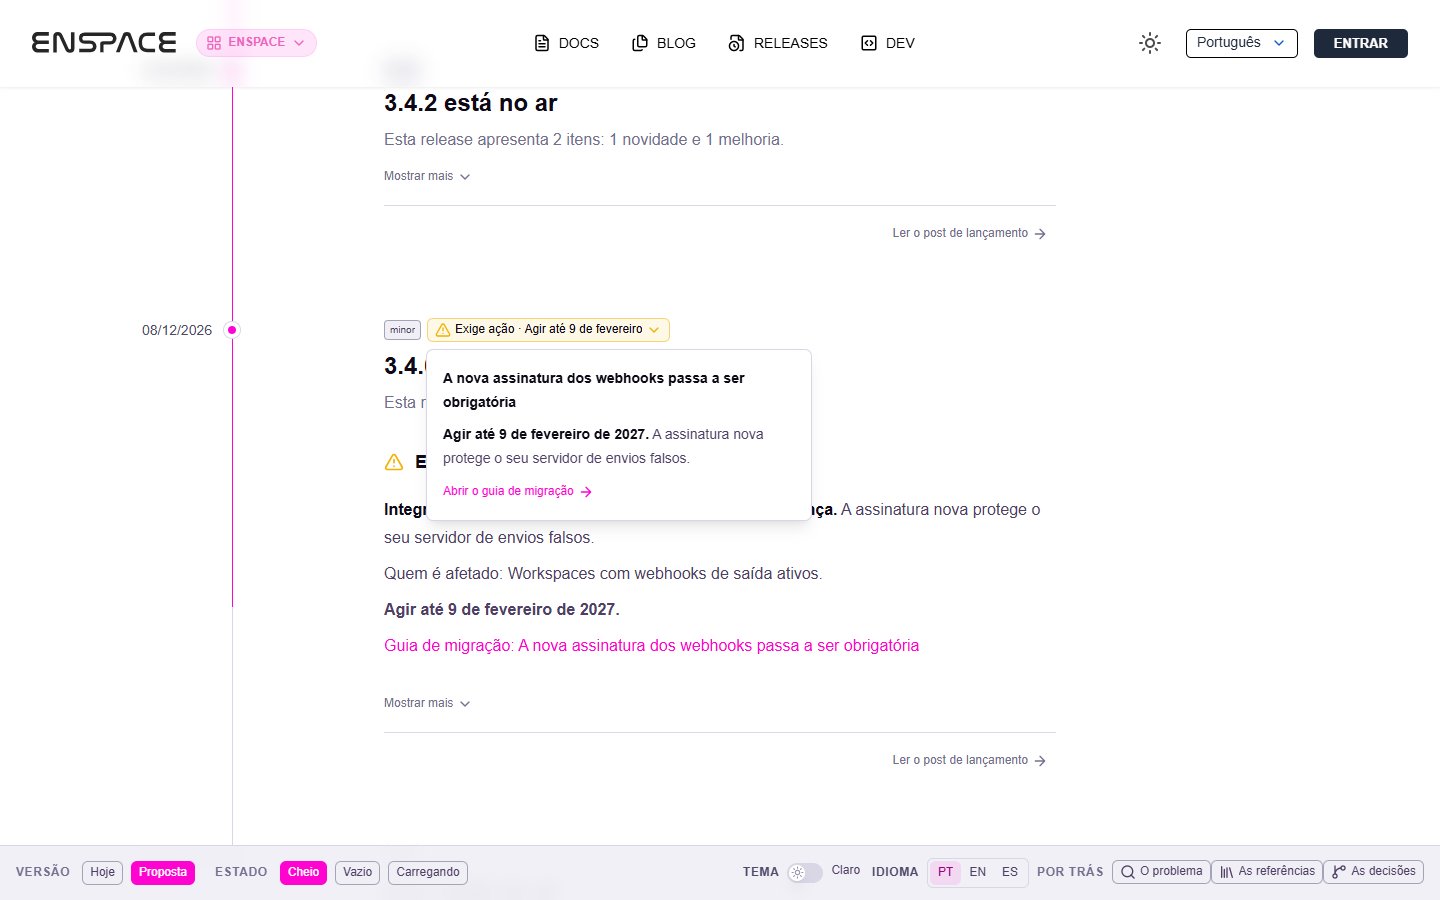 ENSPACE
ENSPACE
DOCS
BLOG
RELEASES
DEV
Português
ENTRAR
3.4.2 está no ar
Esta release apresenta 2 itens: 1 novidade e 1 melhoria.
Mostrar mais
Ler o post de lançamento
08/12/2026
minor
Exige ação · Agir até 9 de fevereiro
3.4.
Esta
A nova assinatura dos webhooks passa a ser
obrigatória
Agir até 9 de fevereiro de 2027. A assinatura nova
protege o seu servidor de envios falsos.
Abrir o guia de migração
E
Integr
ça. A assinatura nova protege o
seu servidor de envios falsos.
Quem é afetado: Workspaces com webhooks de saída ativos.
Agir até 9 de fevereiro de 2027.
Guia de migração: A nova assinatura dos webhooks passa a ser obrigatória
Mostrar mais
Ler o post de lançamento
VERSÃO Hoje Proposta ESTADO Cheio Vazio Carregando TEMA Claro IDIOMA PT EN ES POR TRÁS O problema As referências As decisões